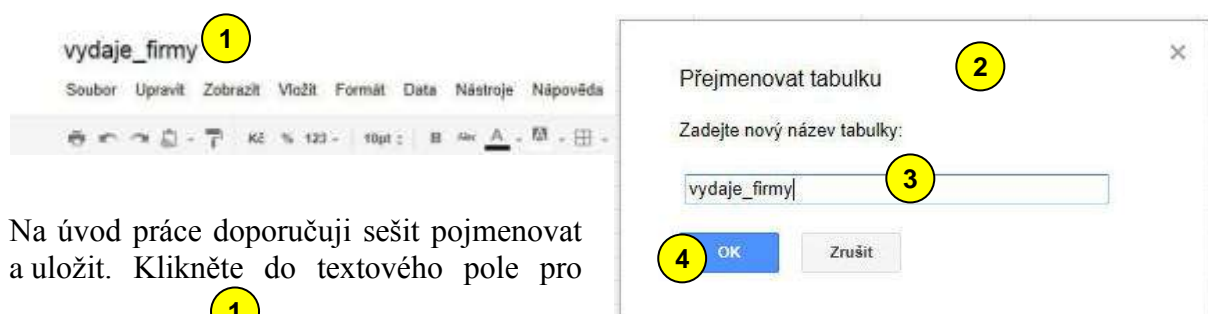 vydaje_firmy 1
Soubor Upravit Zobrazit Vložit Formát Data Nástroje Nápověda
Kč % 123 10pt B Abc A
Na úvod práce doporučuji sešit pojmenovat
a uložit. Klikněte do textového pole pro
1
2
Přejmenovat tabulku
Zadejte nový název tabulky:
vydaje_firmy 3
4 OK Zrušit